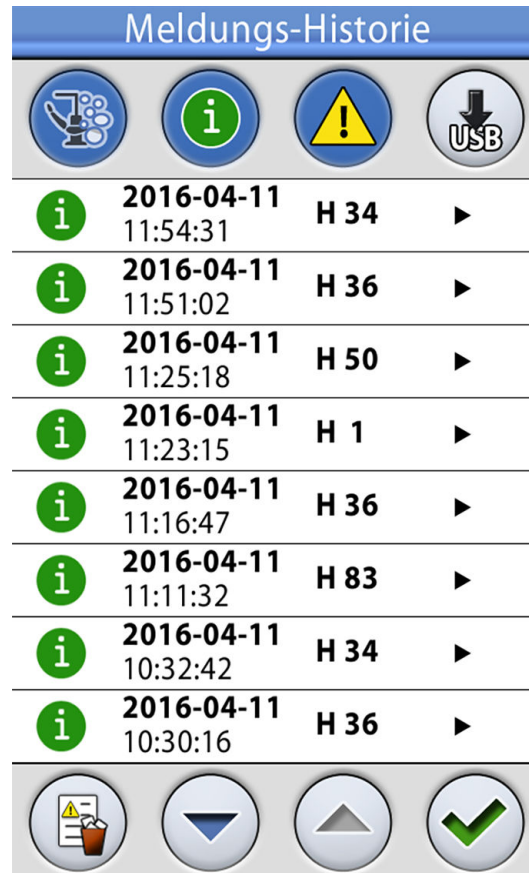 Meldungs-Historie
USB
2016-04-11
11:54:31
H 34
2016-04-11
11:51:02
H 36
2016-04-11
11:25:18
H 50
2016-04-11
11:23:15
H 1
2016-04-11
11:16:47
H 36
2016-04-11
11:11:32
H 83
2016-04-11
10:32:42
H 34
2016-04-11
10:30:16
H 36